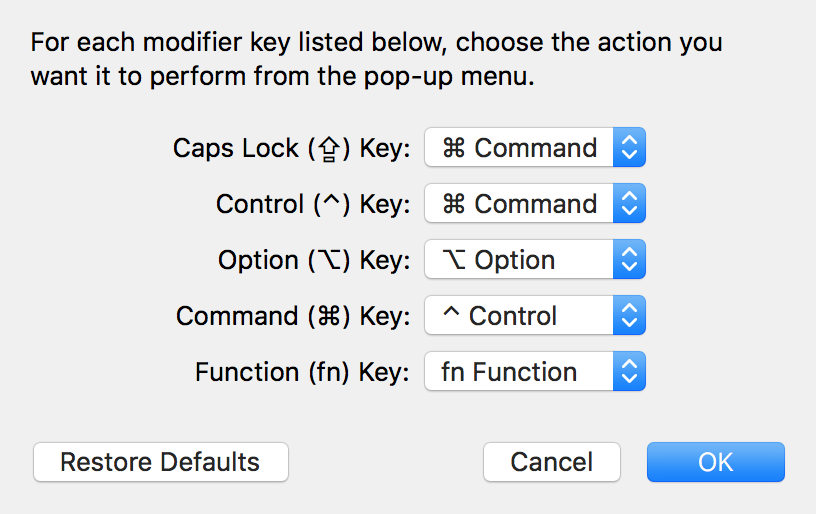 For each modifier key listed below, choose the action you
want it to perform from the pop-up menu.
Caps Lock (⇪) Key: ⌘ Command
Control (^) Key: ⌘ Command
Option (⌥) Key: ⌥ Option
Command (⌘) Key: ^ Control
Function (fn) Key: fn Function
Restore Defaults Cancel OK